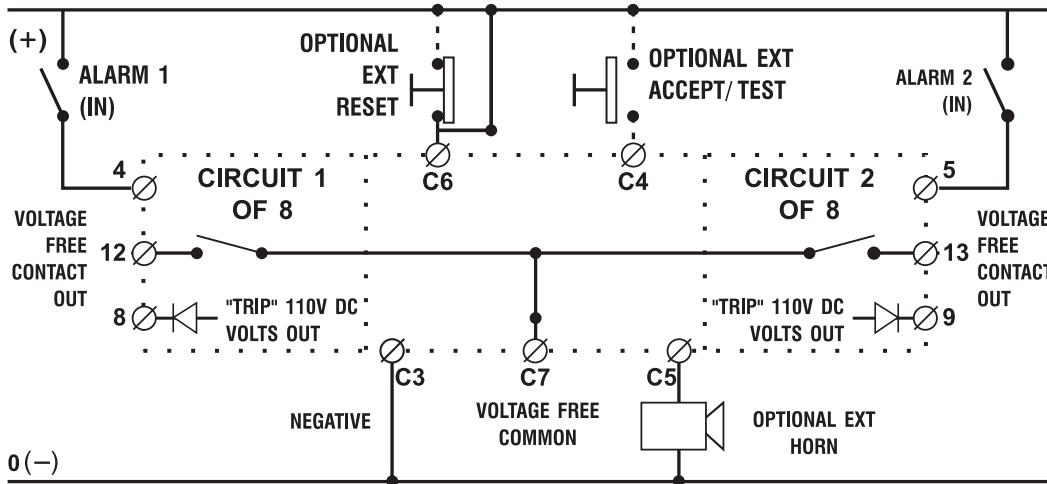 (+)
ALARM 1
(IN)
OPTIONAL
EXT
RESET
OPTIONAL EXT
ACCEPT/ TEST
ALARM 2
(IN)
C6
C4
4
CIRCUIT 1
OF 8
CIRCUIT 2
OF 8
5
VOLTAGE
FREE
CONTACT
OUT
12
13
VOLTAGE
FREE
CONTACT
OUT
8
"TRIP" 110V DC
VOLTS OUT
"TRIP" 110V DC
VOLTS OUT
9
C3
C7
C5
NEGATIVE
VOLTAGE FREE
COMMON
OPTIONAL EXT
HORN
0 (−)